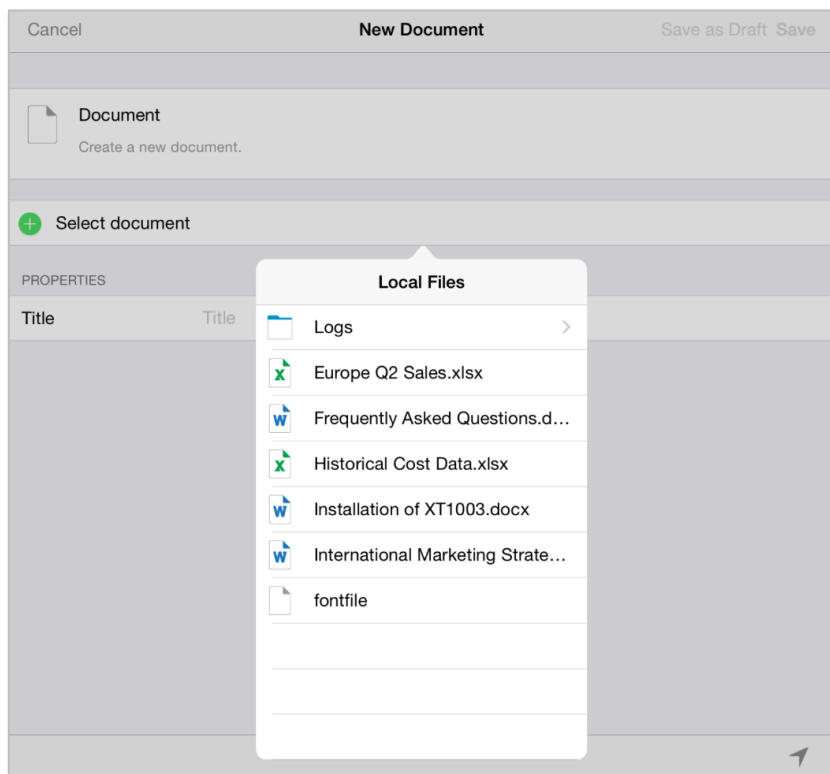 Cancel New Document Save as Draft Save
Document
Create a new document.
Select document
PROPERTIES
Title Title
Local Files
Logs
Europe Q2 Sales.xlsx
Frequently Asked Questions.d...
Historical Cost Data.xlsx
Installation of XT1003.docx
International Marketing Strate...
fontfile